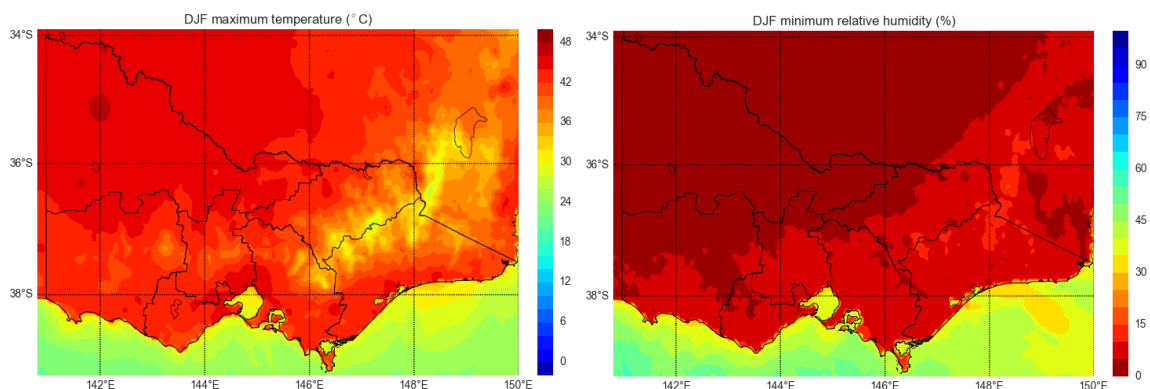 DJF maximum temperature (°C)
34°S
36°S
38°S
142°E
144°E
146°E
148°E
150°E
48
42
36
30
24
18
12
6
0
DJF minimum relative humidity (%)
34°S
36°S
38°S
142°E
144°E
146°E
148°E
150°E
90
75
60
45
30
15
0